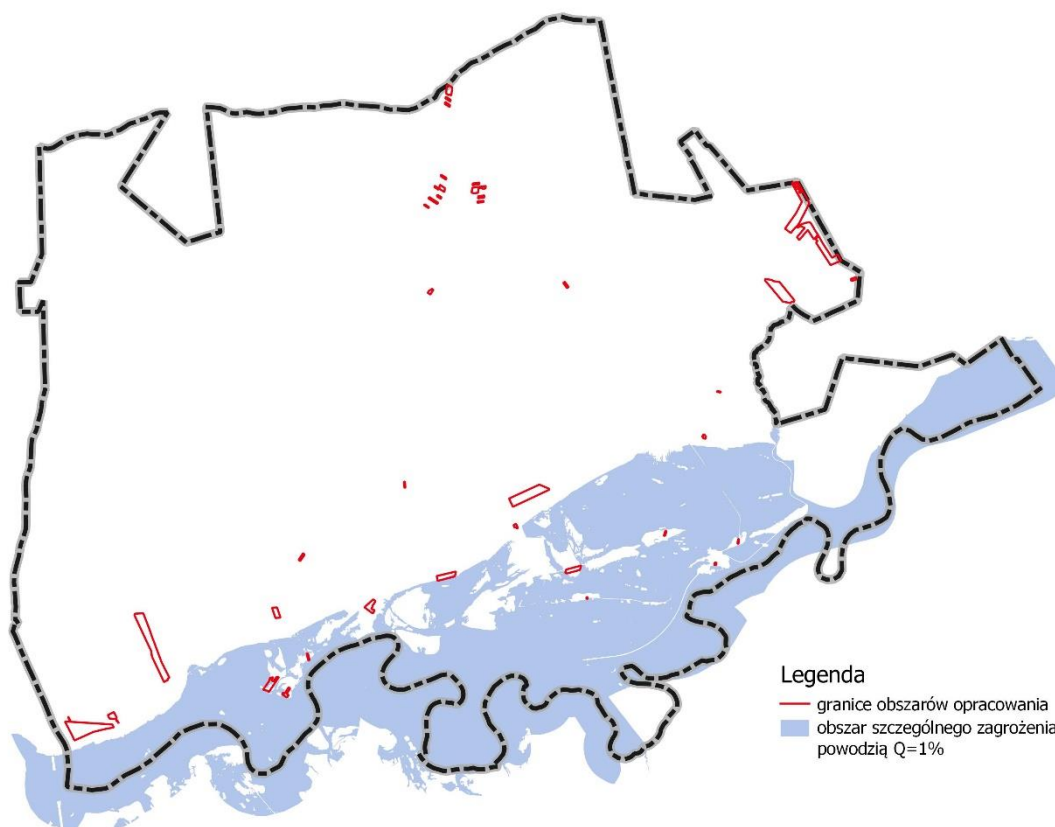 Legenda
granice obszarów opracowania
obszar szczególnego zagrożenia
powodzią Q=1%